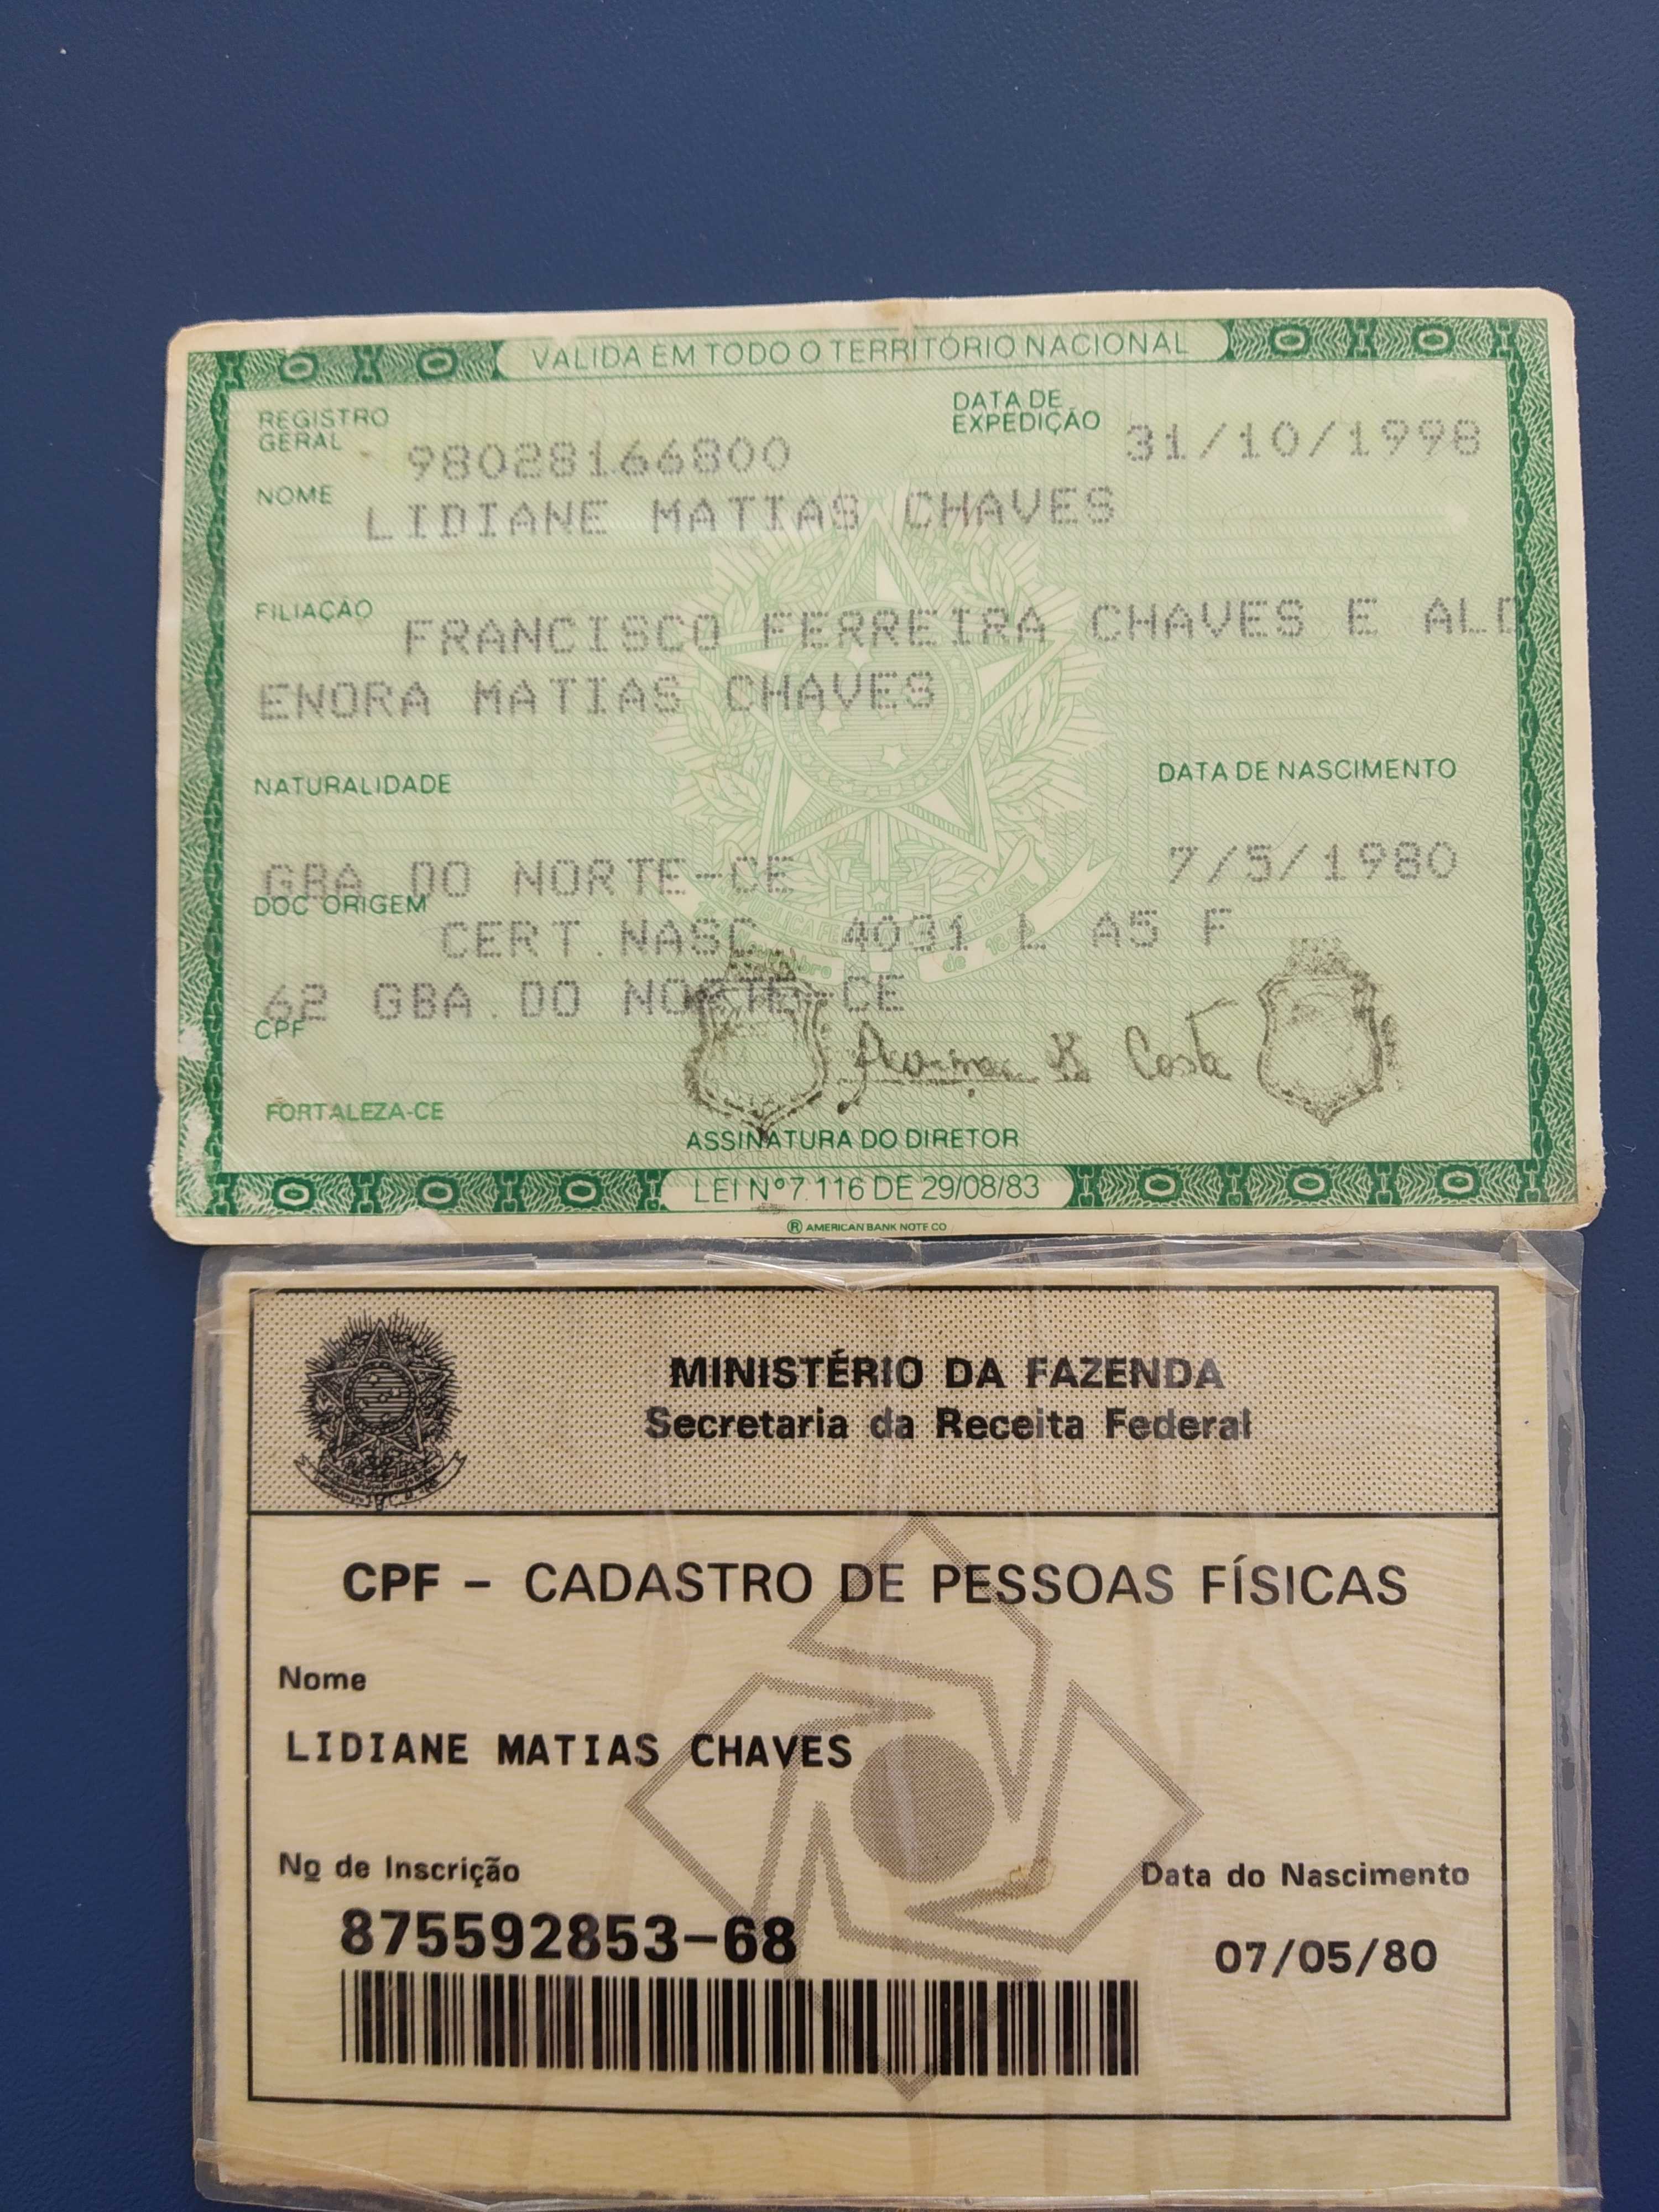 VALIDA EM TODO O TERRITÓRIO NACIONAL
REGISTRO GERAL 98028166800 DATA DE EXPEDIÇÃO 31/10/1998
NOME LIDIANE MATIAS CHAVES
FILIAÇÃO FRANCISCO FERREIRA CHAVES E ALD
ENORA MATIAS CHAVES
NATURALIDADE DATA DE NASCIMENTO
GBA DO NORTE-CE 7/5/1980
DOC ORIGEM CERT.NASC. 4031 L A5 F
62 GBA.DO NORTE-CE
CPF
FORTALEZA-CE
ASSINATURA DO DIRETOR
LEI Nº 7.116 DE 29/08/83
® AMERICAN BANK NOTE CO
MINISTÉRIO DA FAZENDA
Secretaria da Receita Federal
CPF – CADASTRO DE PESSOAS FÍSICAS
Nome
LIDIANE MATIAS CHAVES
Nº de Inscrição Data do Nascimento
875592853-68 07/05/80